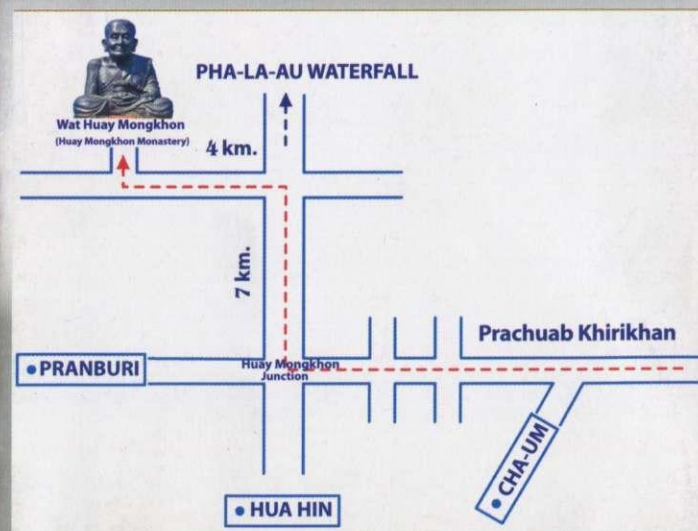 PHA-LA-AU WATERFALL
Wat Huay Mongkhon
(Huay Mongkhon Monastery)
4 km.
7 km.
Prachuab Khirikhan
Huay Mongkhon
Junction
• PRANBURI
• CHA-UM
• HUA HIN